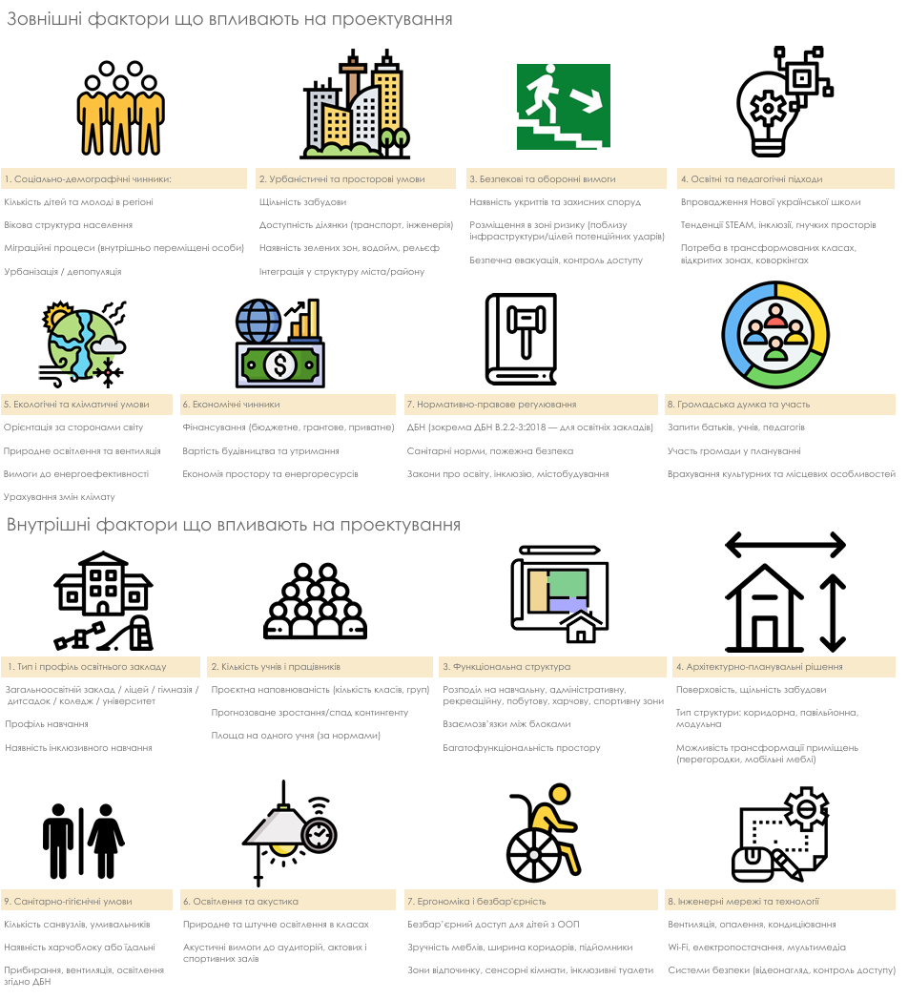 Зовнішні фактори що впливають на проектування
1. Соціально-демографічні чинники:
Кількість дітей та молоді в регіоні
Вікова структура населення
Міграційні процеси (внутрішньо переміщені особи)
Урбанізація / депопуляція
2. Урбаністичні та просторові умови
Щільність забудови
Доступність ділянки (транспорт, інженерія)
Наявність зелених зон, водойм, рельєф
Інтеграція у структуру міста/району
3. Безпекові та оборонні вимоги
Наявність укриттів та захисних споруд
Розміщення в зоні ризику (поблизу
інфраструктури/цілей потенційних ударів)
Безпечна евакуація, контроль доступу
4. Освітні та педагогічні підходи
Впровадження Нової української школи
Тенденції STEAM, інклюзії, гнучких просторів
Потреба в трансформованих класах,
відкритих зонах, коворкінгах
5. Екологічні та кліматичні умови
Орієнтація за сторонами світу
Природне освітлення та вентиляція
Вимоги до енергоефективності
Урахування змін клімату
6. Економічні чинники
Фінансування (бюджетне, грантове, приватне)
Вартість будівництва та утримання
Економія простору та енергоресурсів
7. Нормативно-правове регулювання
ДБН (зокрема ДБН В.2.2-3:2018 — для освітніх закладів)
Санітарні норми, пожежна безпека
Закони про освіту, інклюзію, містобудування
8. Громадська думка та участь
Запити батьків, учнів, педагогів
Участь громади у плануванні
Врахування культурних та місцевих особливостей
Внутрішні фактори що впливають на проектування
1. Тип і профіль освітнього закладу
Загальноосвітній заклад / ліцей / гімназія /
дитсадок / коледж / університет
Профіль навчання
Наявність інклюзивного навчання
2. Кількість учнів і працівників
Проєктна наповнюваність (кількість класів, груп)
Прогнозоване зростання/спад контингенту
Площа на одного учня (за нормами)
3. Функціональна структура
Розподіл на навчальну, адміністративну,
рекреаційну, побутову, харчову, спортивну зони
Взаємозв'язки між блоками
Багатофункціональність простору
4. Архітектурно-планувальні рішення
Поверховість, щільність забудови
Тип структури: коридорна, павільйонна,
модульна
Можливість трансформації приміщень
(перегородки, мобільні меблі)
9. Санітарно-гігієнічні умови
Кількість санвузлів, умивальників
Наявність харчоблоку або їдальні
Прибирання, вентиляція, освітлення
згідно ДБН
6. Освітлення та акустика
Природне та штучне освітлення в класах
Акустичні вимоги до аудиторій, актових і
спортивних залів
7. Ергономіка і безбар'єрність
Безбар'єрний доступ для дітей з ООП
Зручність меблів, ширина коридорів, підйомники
Зони відпочинку, сенсорні кімнати, інклюзивні туалети
8. Інженерні мережі та технології
Вентиляція, опалення, кондиціювання
Wi-Fi, електропостачання, мультимедіа
Системи безпеки (відеонагляд, контроль доступу)